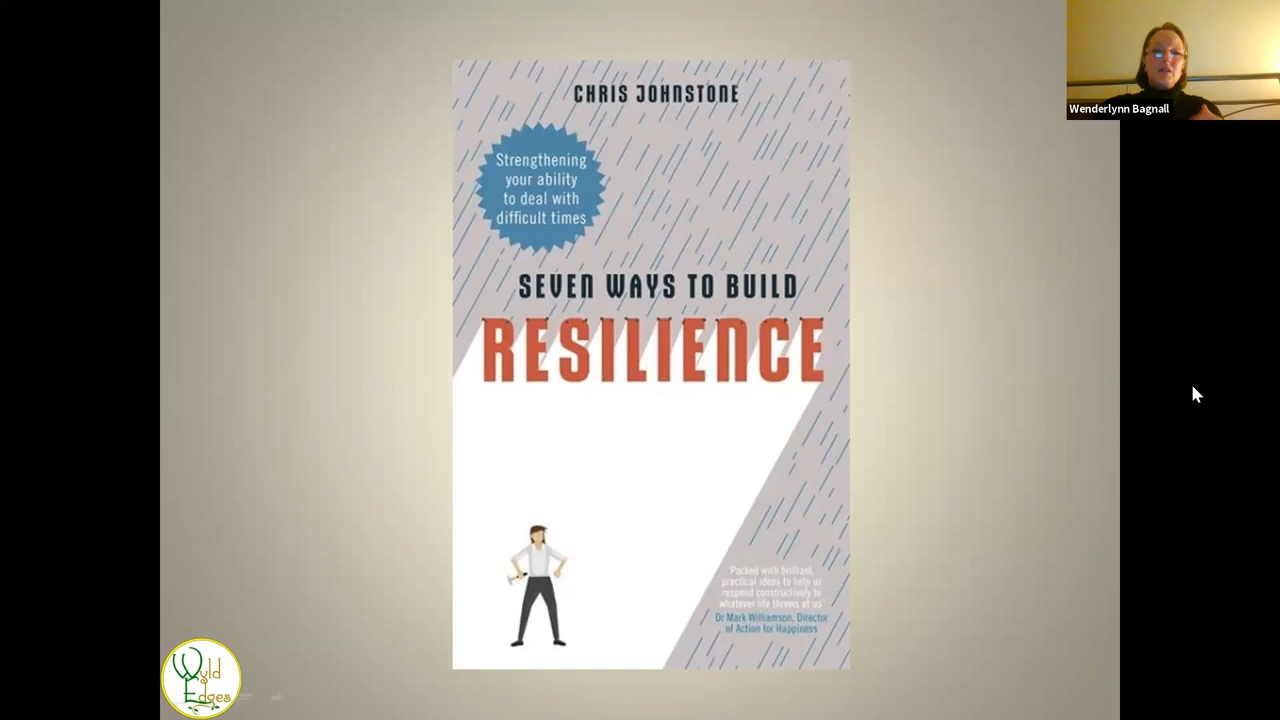 CHRIS JOHNSTONE
Strengthening
your ability
to deal with
difficult times
SEVEN WAYS TO BUILD
RESILIENCE
'Packed with brilliant,
practical ideas to help us
respond constructively to
whatever life throws at us'
Dr Mark Williamson, Director
of Action for Happiness
Wenderlynn Bagnall
Wyld
Edges